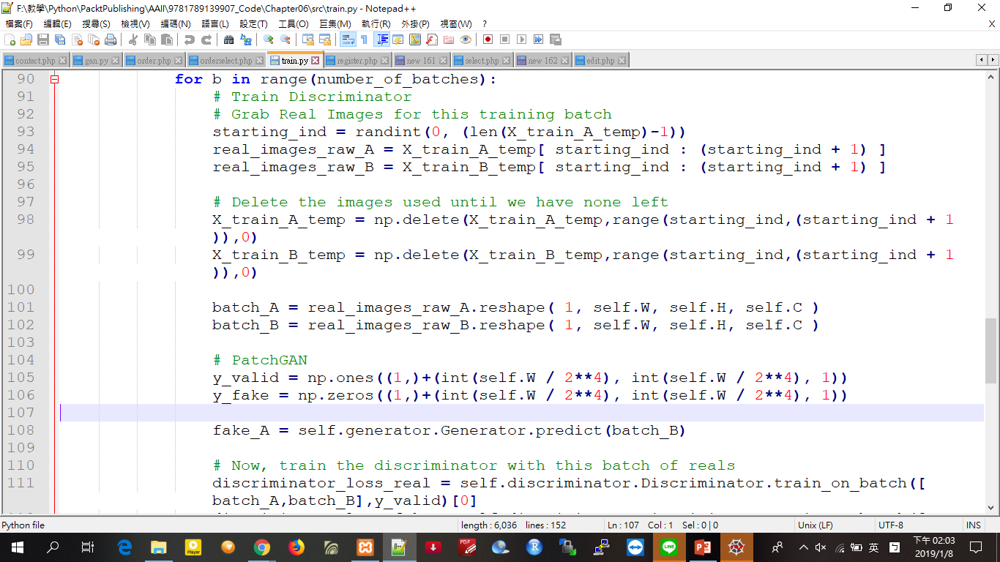 F:\教學\Python\PacktPublishing\AAII\9781789139907_Code\Chapter06\src\train.py - Notepad++
檔案(F) 編輯(E) 搜尋(S) 檢視(V) 編碼(N) 語言(L) 設定(T) 工具(O) 巨集(M) 執行(R) 外掛(P) 視窗(W) ? X
contact.php gan.py order.php orderselect.php train.py register.php new 161 select.php new 162 edit.php
90 for b in range(number_of_batches):
91 # Train Discriminator
92 # Grab Real Images for this training batch
93 starting_ind = randint(0, (len(X_train_A_temp)-1))
94 real_images_raw_A = X_train_A_temp[ starting_ind : (starting_ind + 1) ]
95 real_images_raw_B = X_train_B_temp[ starting_ind : (starting_ind + 1) ]
96
97 # Delete the images used until we have none left
98 X_train_A_temp = np.delete(X_train_A_temp,range(starting_ind,(starting_ind + 1
)),0)
99 X_train_B_temp = np.delete(X_train_B_temp,range(starting_ind,(starting_ind + 1
)),0)
100
101 batch_A = real_images_raw_A.reshape( 1, self.W, self.H, self.C )
102 batch_B = real_images_raw_B.reshape( 1, self.W, self.H, self.C )
103
104 # PatchGAN
105 y_valid = np.ones((1,)+(int(self.W / 2**4), int(self.W / 2**4), 1))
106 y_fake = np.zeros((1,)+(int(self.W / 2**4), int(self.W / 2**4), 1))
107
108 fake_A = self.generator.Generator.predict(batch_B)
109
110 # Now, train the discriminator with this batch of reals
111 discriminator_loss_real = self.discriminator.Discriminator.train_on_batch([
batch_A,batch_B],y_valid)[0]
Python file length : 6,036 lines : 152 Ln : 107 Col : 1 Sel : 0 | 0 Unix (LF) UTF-8 INS
Player PDF R LINE P 英 下午 02:03
2019/1/8